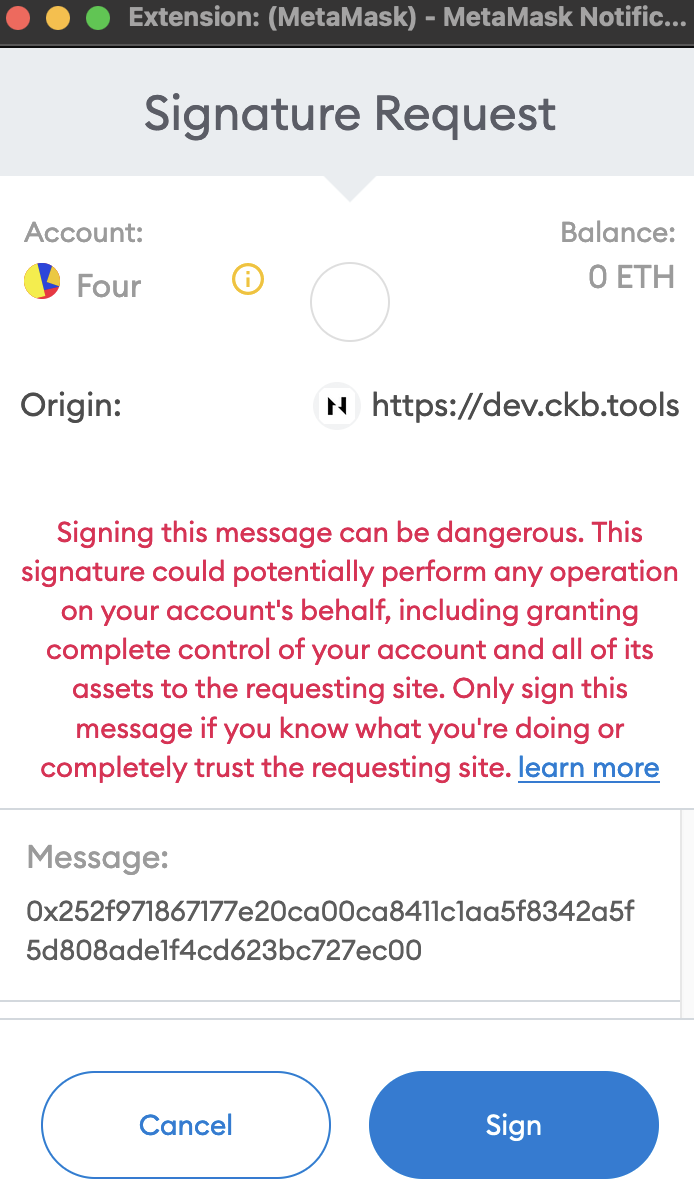 Extension: (MetaMask) - MetaMask Notific...
Signature Request
Account:
Balance:
Four
0 ETH
Origin:
https://dev.ckb.tools
Signing this message can be dangerous. This
signature could potentially perform any operation
on your account's behalf, including granting
complete control of your account and all of its
assets to the requesting site. Only sign this
message if you know what you're doing or
completely trust the requesting site. learn more
Message:
0x252f971867177e20ca00ca8411c1aa5f8342a5f
5d808ade1f4cd623bc727ec00
Cancel
Sign